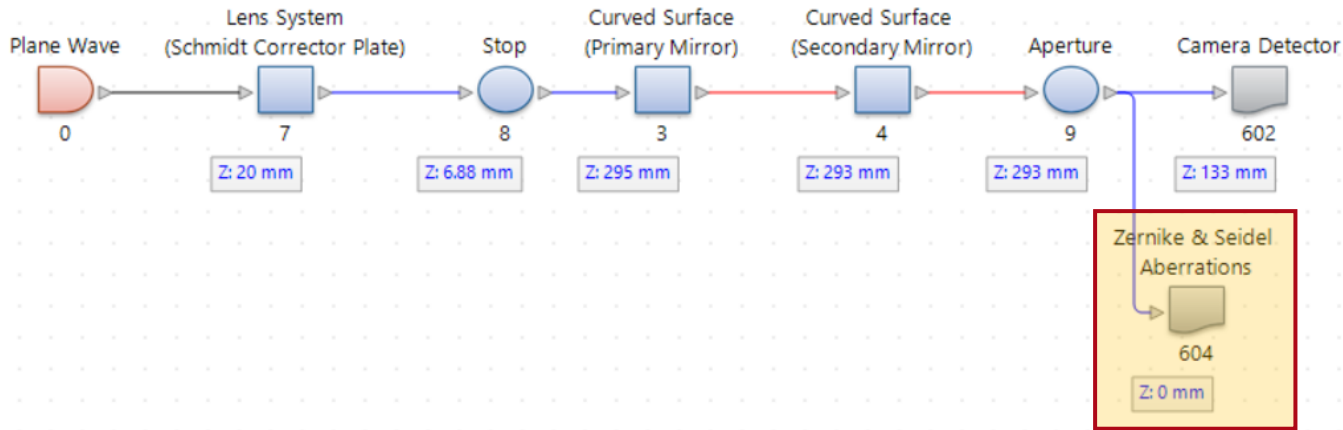 Plane Wave
0
Lens System
(Schmidt Corrector Plate)
7
Z: 20 mm
Stop
8
Z: 6.88 mm
Curved Surface
(Primary Mirror)
3
Z: 295 mm
Curved Surface
(Secondary Mirror)
4
Z: 293 mm
Aperture
9
Z: 293 mm
Camera Detector
602
Z: 133 mm
Zernike & Seidel
Aberrations
604
Z: 0 mm